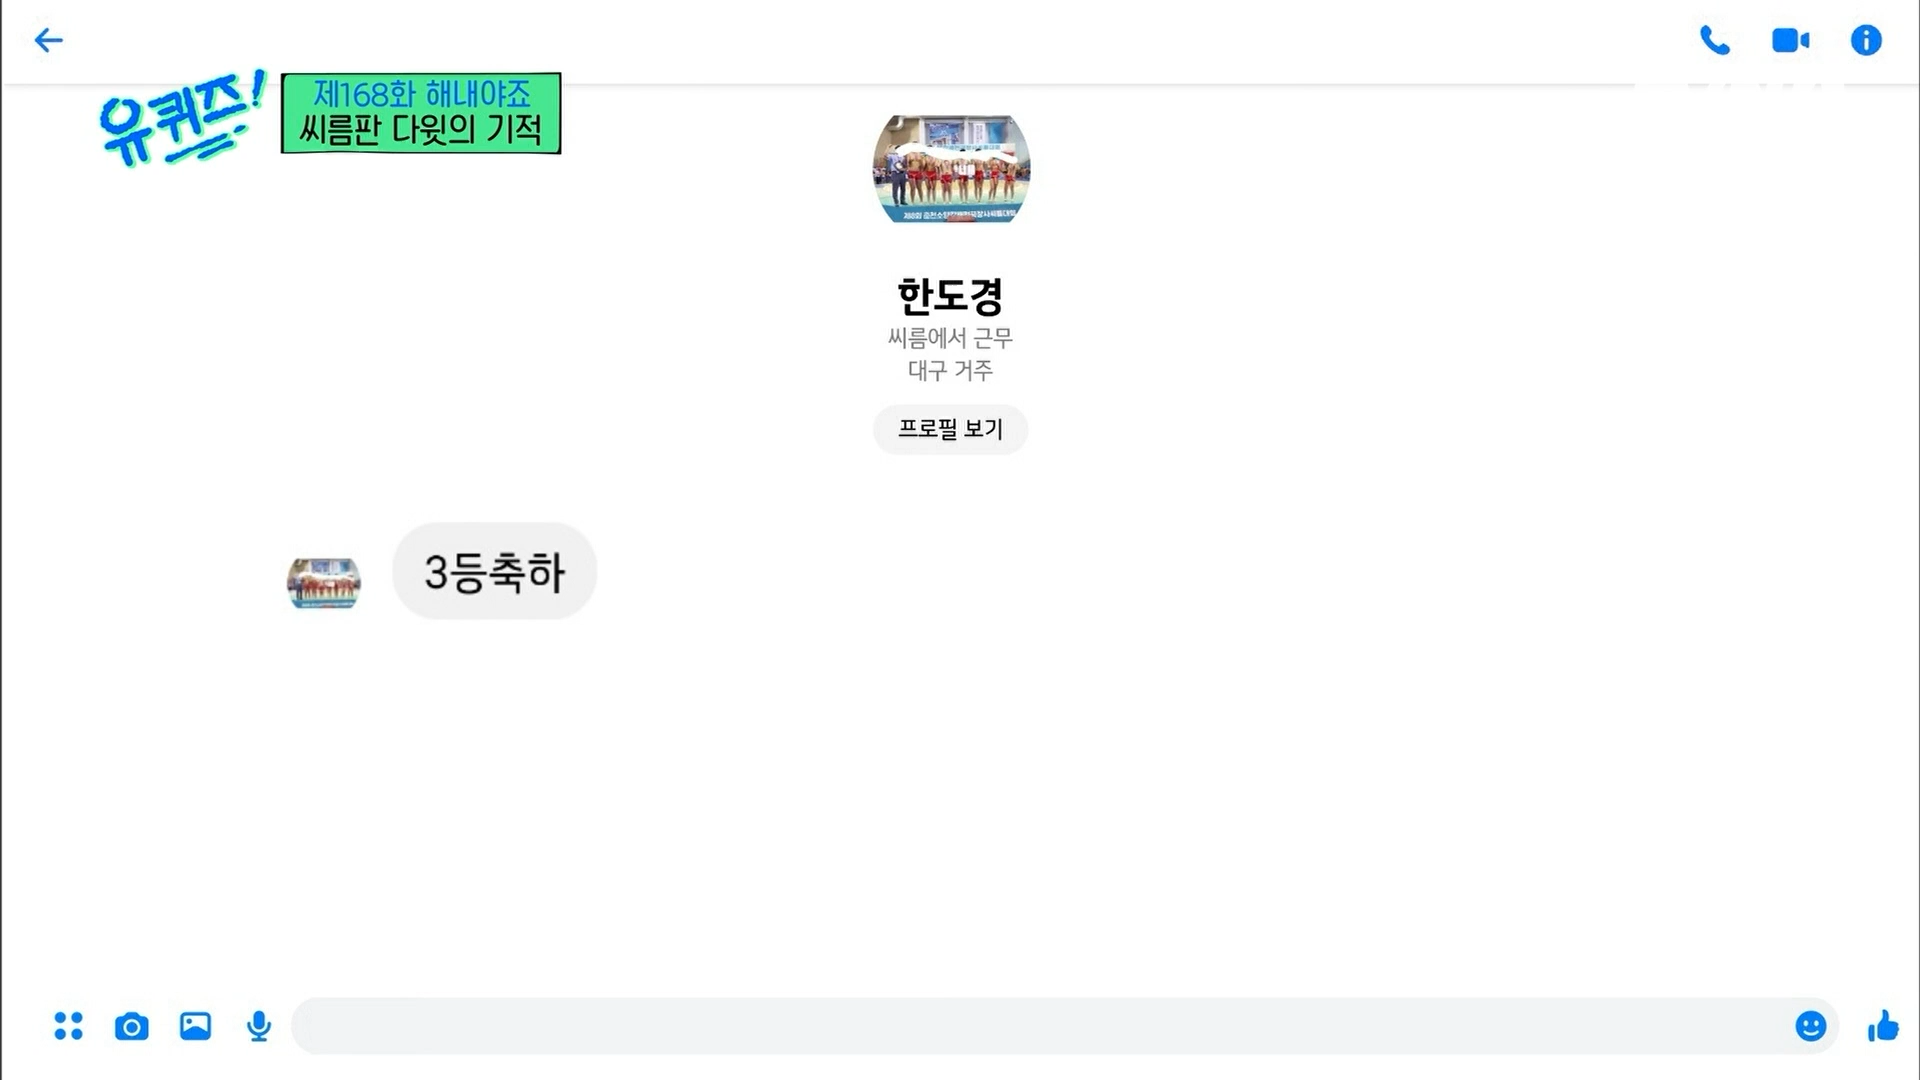 유퀴즈!
제168화 해내야죠
씨름판 다윗의 기적
한도경
씨름에서 근무
대구 거주
프로필 보기
3등축하